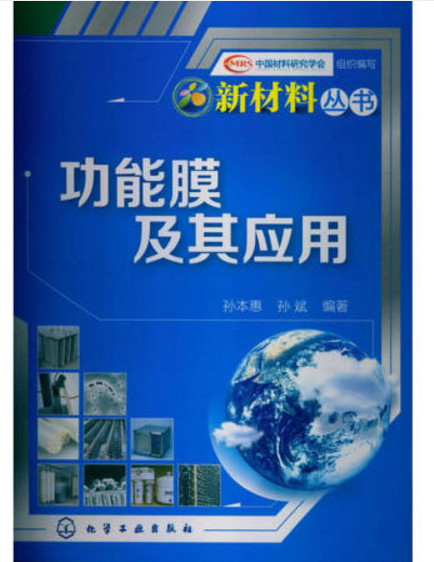 CMRS 中国材料研究学会 组织编写
新材料丛书
功能膜
及其应用
孙本惠 孙斌 编著
化学工业出版社